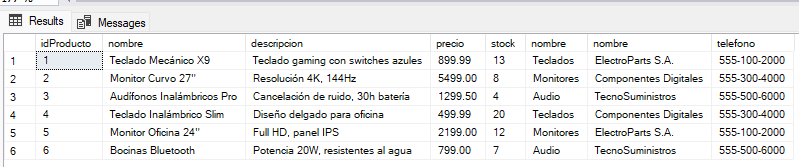 Results Messages
idProducto nombre descripcion precio stock nombre nombre telefono
1 1 Teclado Mecánico X9 Teclado gaming con switches azules 899.99 13 Teclados ElectroParts S.A. 555-100-2000
2 2 Monitor Curvo 27" Resolución 4K, 144Hz 5499.00 8 Monitores Componentes Digitales 555-300-4000
3 3 Audífonos Inalámbricos Pro Cancelación de ruido, 30h batería 1299.50 4 Audio TecnoSuministros 555-500-6000
4 4 Teclado Inalámbrico Slim Diseño delgado para oficina 499.99 20 Teclados Componentes Digitales 555-300-4000
5 5 Monitor Oficina 24" Full HD, panel IPS 2199.00 12 Monitores ElectroParts S.A. 555-100-2000
6 6 Bocinas Bluetooth Potencia 20W, resistentes al agua 799.00 7 Audio TecnoSuministros 555-500-6000